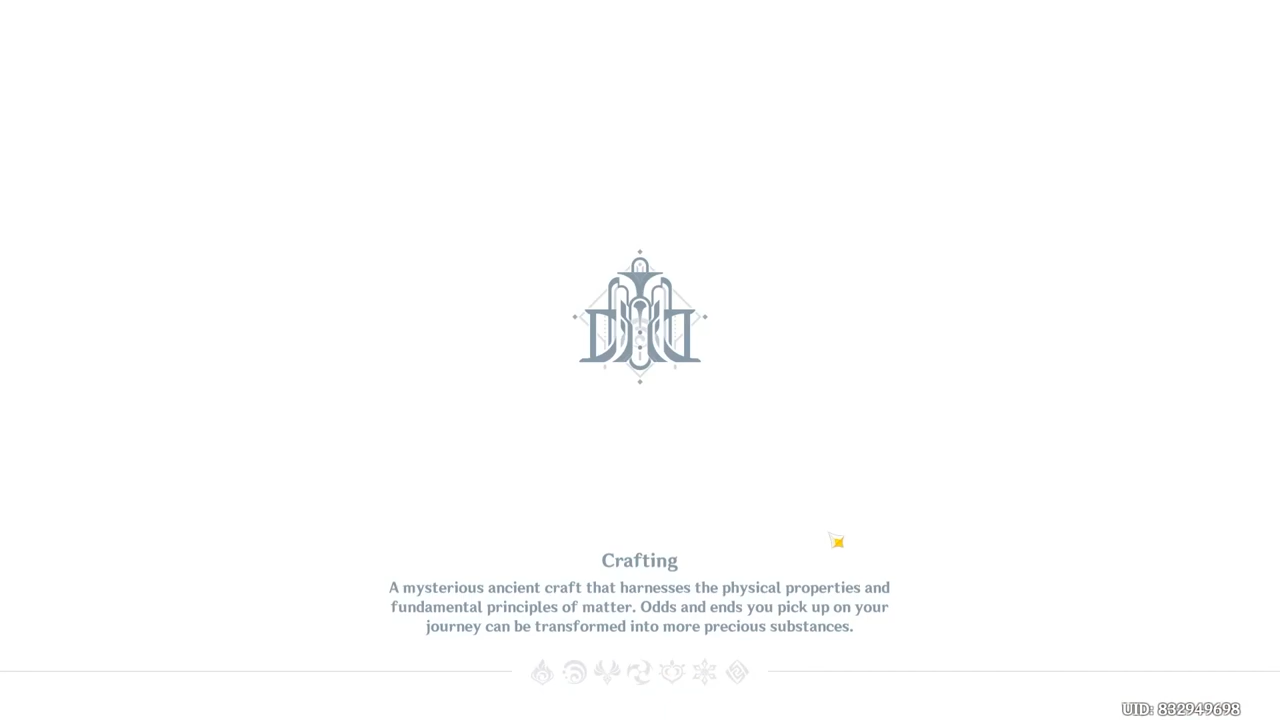 Crafting
A mysterious ancient craft that harnesses the physical properties and
fundamental principles of matter. Odds and ends you pick up on your
journey can be transformed into more precious substances.
UID: 832949698